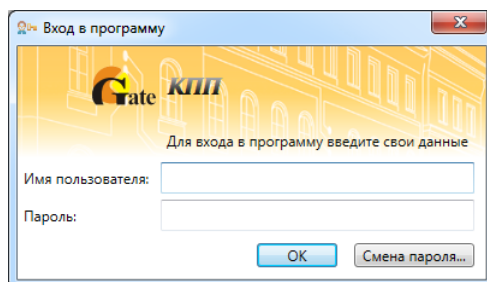 Вход в программу
Gate КПП
Для входа в программу введите свои данные
Имя пользователя:
Пароль:
OK Смена пароля...